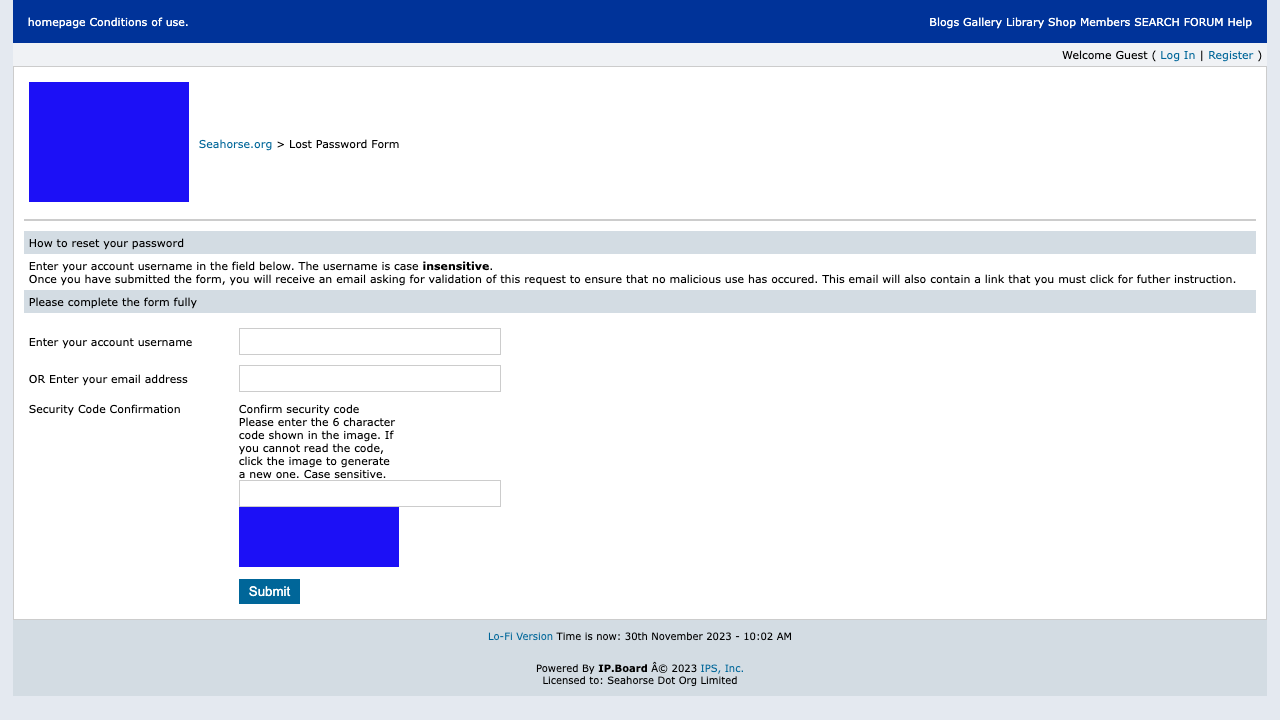 homepage Conditions of use.
Blogs Gallery Library Shop Members SEARCH FORUM Help
Welcome Guest ( Log In | Register )
Seahorse.org > Lost Password Form
How to reset your password
Enter your account username in the field below. The username is case insensitive.
Once you have submitted the form, you will receive an email asking for validation of this request to ensure that no malicious use has occured. This email will also contain a link that you must click for futher instruction.
Please complete the form fully
Enter your account username
OR Enter your email address
Security Code Confirmation
Confirm security code
Please enter the 6 character
code shown in the image. If
you cannot read the code,
click the image to generate
a new one. Case sensitive.
Submit
Lo-Fi Version Time is now: 30th November 2023 - 10:02 AM
Powered By IP.Board Â© 2023 IPS, Inc.
Licensed to: Seahorse Dot Org Limited